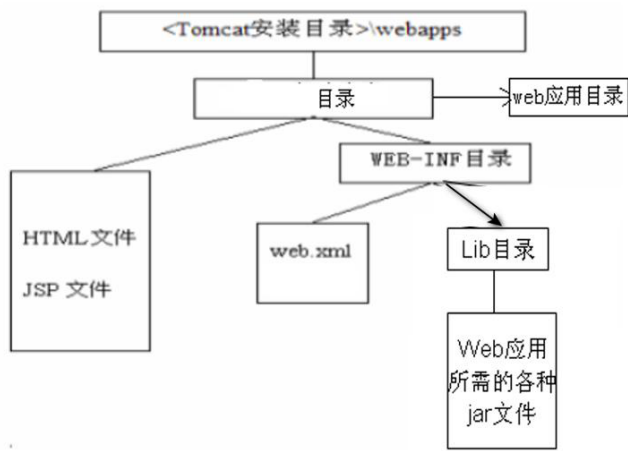 <Tomcat安装目录>\webapps
目录
web应用目录
WEB-INF目录
HTML文件
JSP 文件
web.xml
Lib目录
Web应用
所需的各种
jar文件